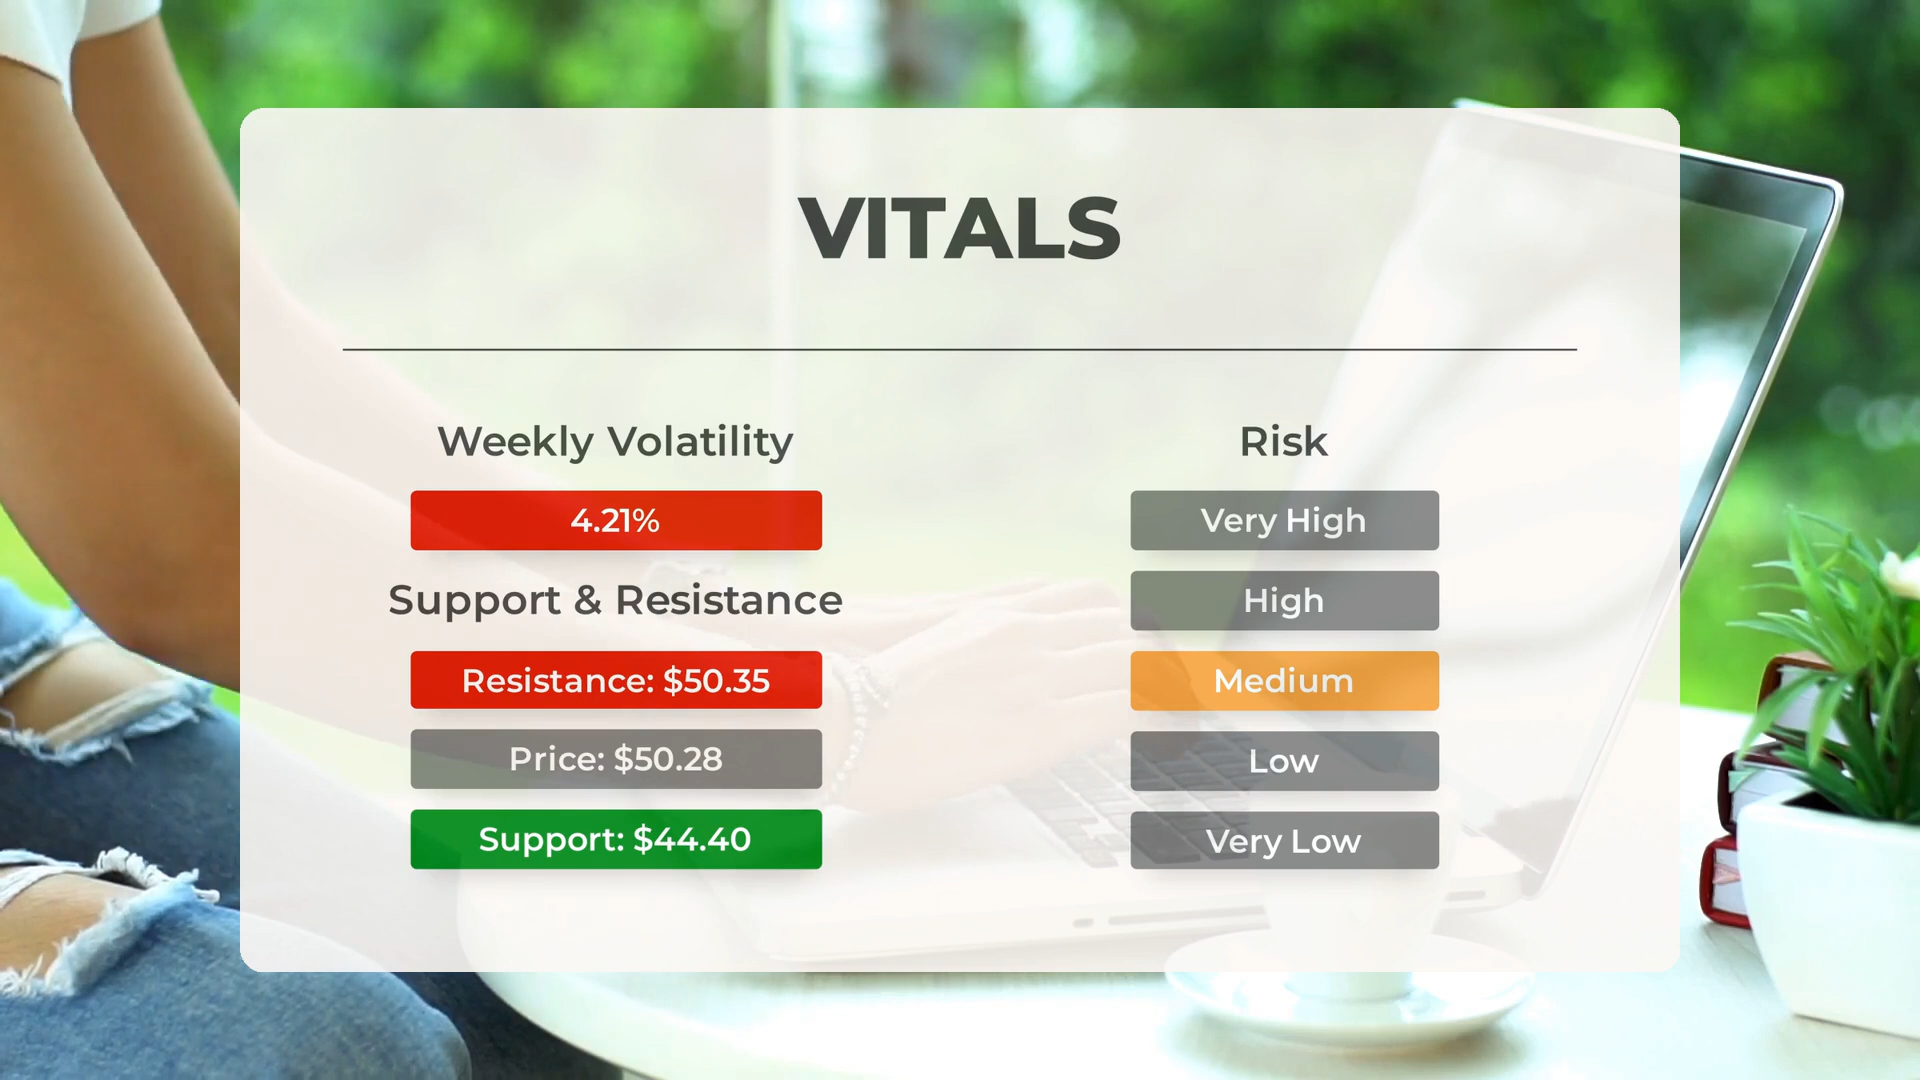 VITALS
Weekly Volatility
4.21%
Support & Resistance
Resistance: $50.35
Price: $50.28
Support: $44.40
Risk
Very High
High
Medium
Low
Very Low